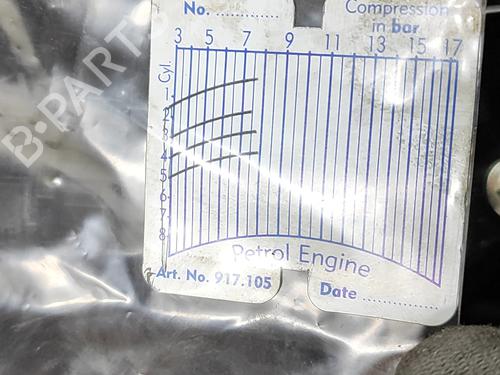 No. ..............
Compression
in bar
3 5 7 9 11 13 15 17
Cyl.
1
2
3
4
5
6
7
8
Petrol Engine
Art. No. 917.105
Date ..................
B-PARTS